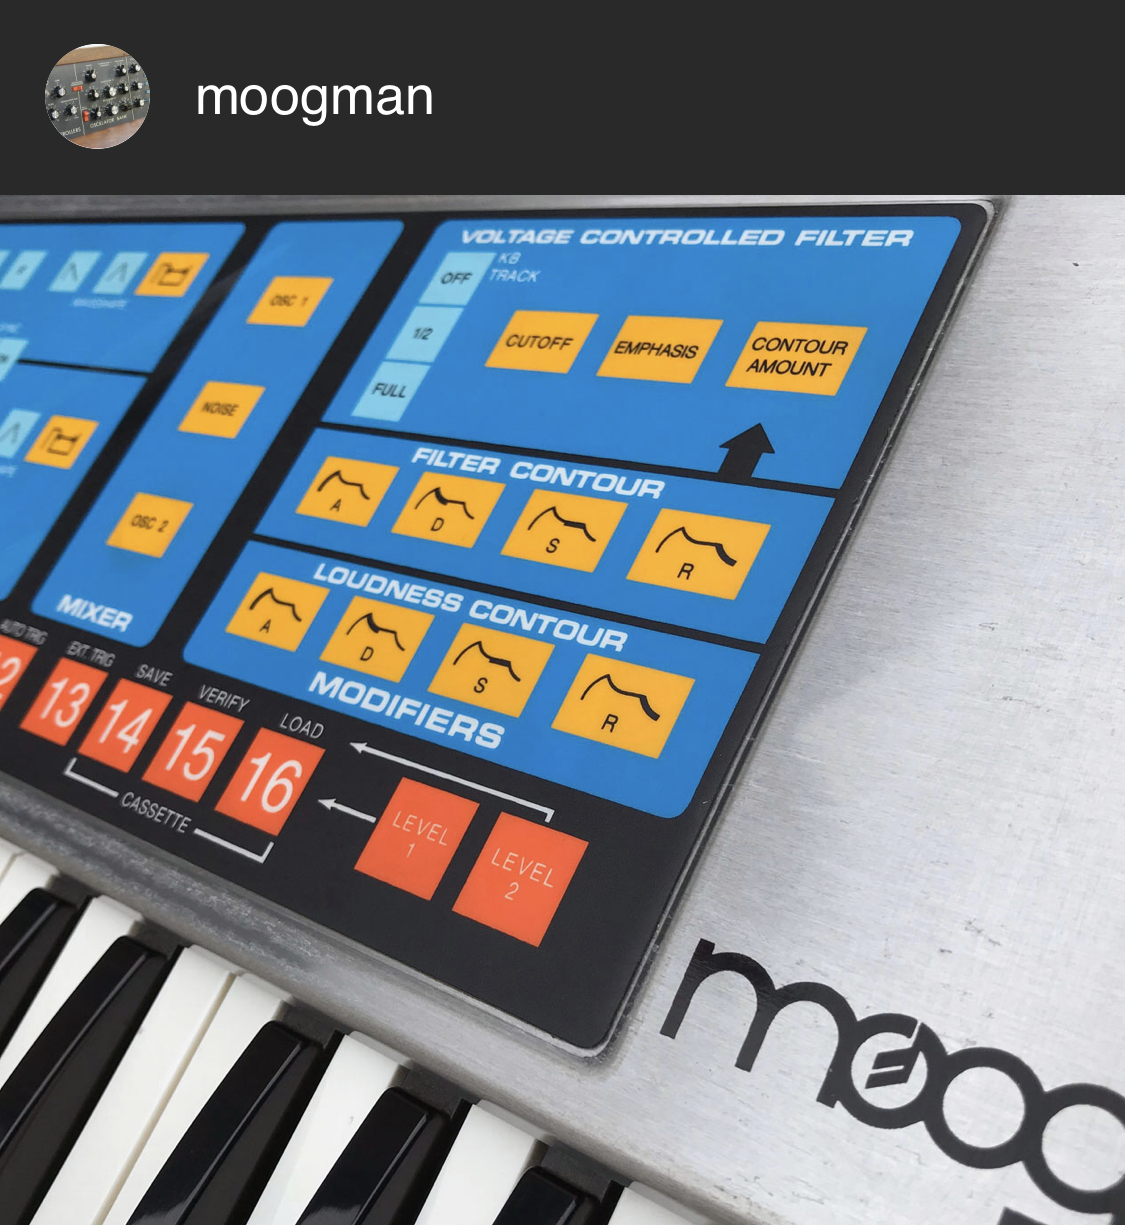 moogman
VOLTAGE CONTROLLED FILTER
KB
TRACK
OFF
1/2
FULL
CUTOFF
EMPHASIS
CONTOUR
AMOUNT
OSC 1
NOISE
OSC 2
MIXER
FILTER CONTOUR
A
D
S
R
LOUDNESS CONTOUR
A
D
S
R
MODIFIERS
AUTO TRIG
EXT. TRIG
SAVE
VERIFY
LOAD
13
14
15
16
CASSETTE
LEVEL
1
LEVEL
2
moog